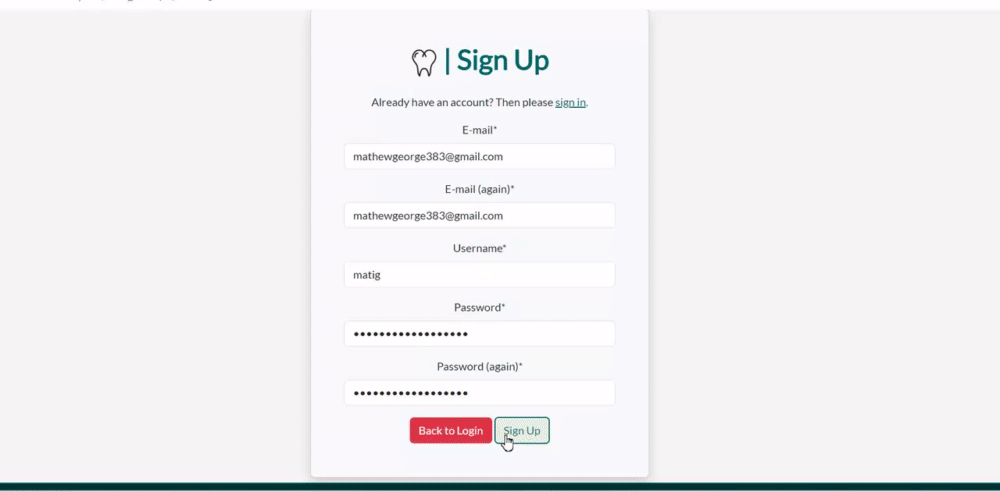 | Sign Up
Already have an account? Then please sign in.
E-mail*
mathewgeorge383@gmail.com
E-mail (again)*
mathewgeorge383@gmail.com
Username*
matig
Password*
••••••••••••••••••
Password (again)*
••••••••••••••••••
Back to Login Sign Up